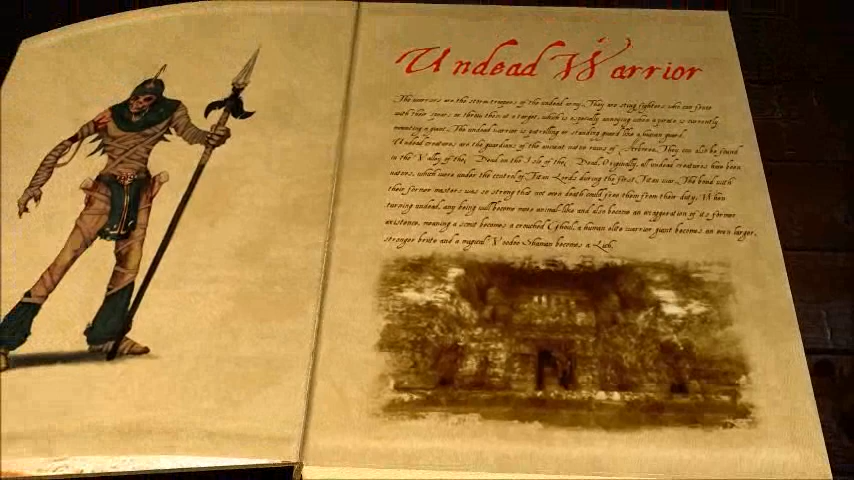 Undead Warrior
The warriors are the storm troopers of the undead army. They are strong fighters who can fence
with their spears or throw them at a target, which is especially annoying when a pirate is currently
mounting a giant. The undead warrior is patrolling or standing guard like a human guard.
Undead creatures are the guardians of the ancient native ruins of They can also be found
in the Valley of the Dead on the Isle of the Dead. Originally, all undead creatures have been
natives, which were under the control of Titan Lords during the first Titan war. The bond with
their former masters was so strong that not even death could free them from their duty. When
turning undead, any being will become more animal-like and also become an exaggeration of its former
existence, meaning a scout becomes a crouched Ghoul, a human elite warrior giant becomes an even larger,
stronger brute and a magical Voodoo Shaman becomes a Lich.